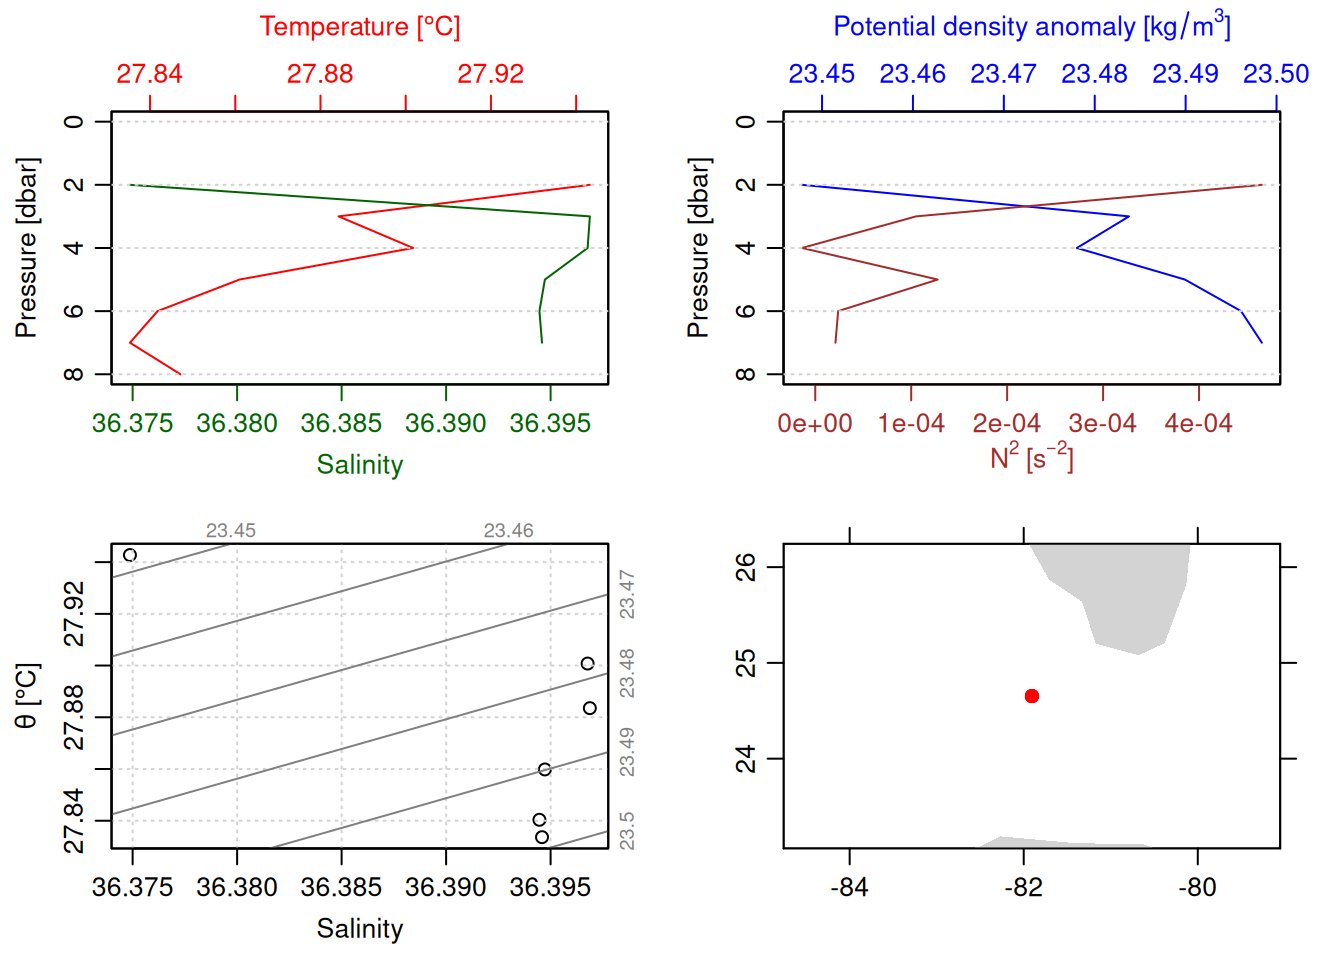 Temperature [°C]
27.84 27.88 27.92
0
2
4
6
8
Pressure [dbar]
36.375 36.380 36.385 36.390 36.395
Salinity
Potential density anomaly [kg/m³]
23.45 23.46 23.47 23.48 23.49 23.50
0
2
4
6
8
Pressure [dbar]
0e+00 1e-04 2e-04 3e-04 4e-04
N² [s⁻²]
23.45 23.46
23.47
23.48
23.49
23.5
27.92
27.88
27.84
θ [°C]
36.375 36.380 36.385 36.390 36.395
Salinity
26
25
24
-84 -82 -80